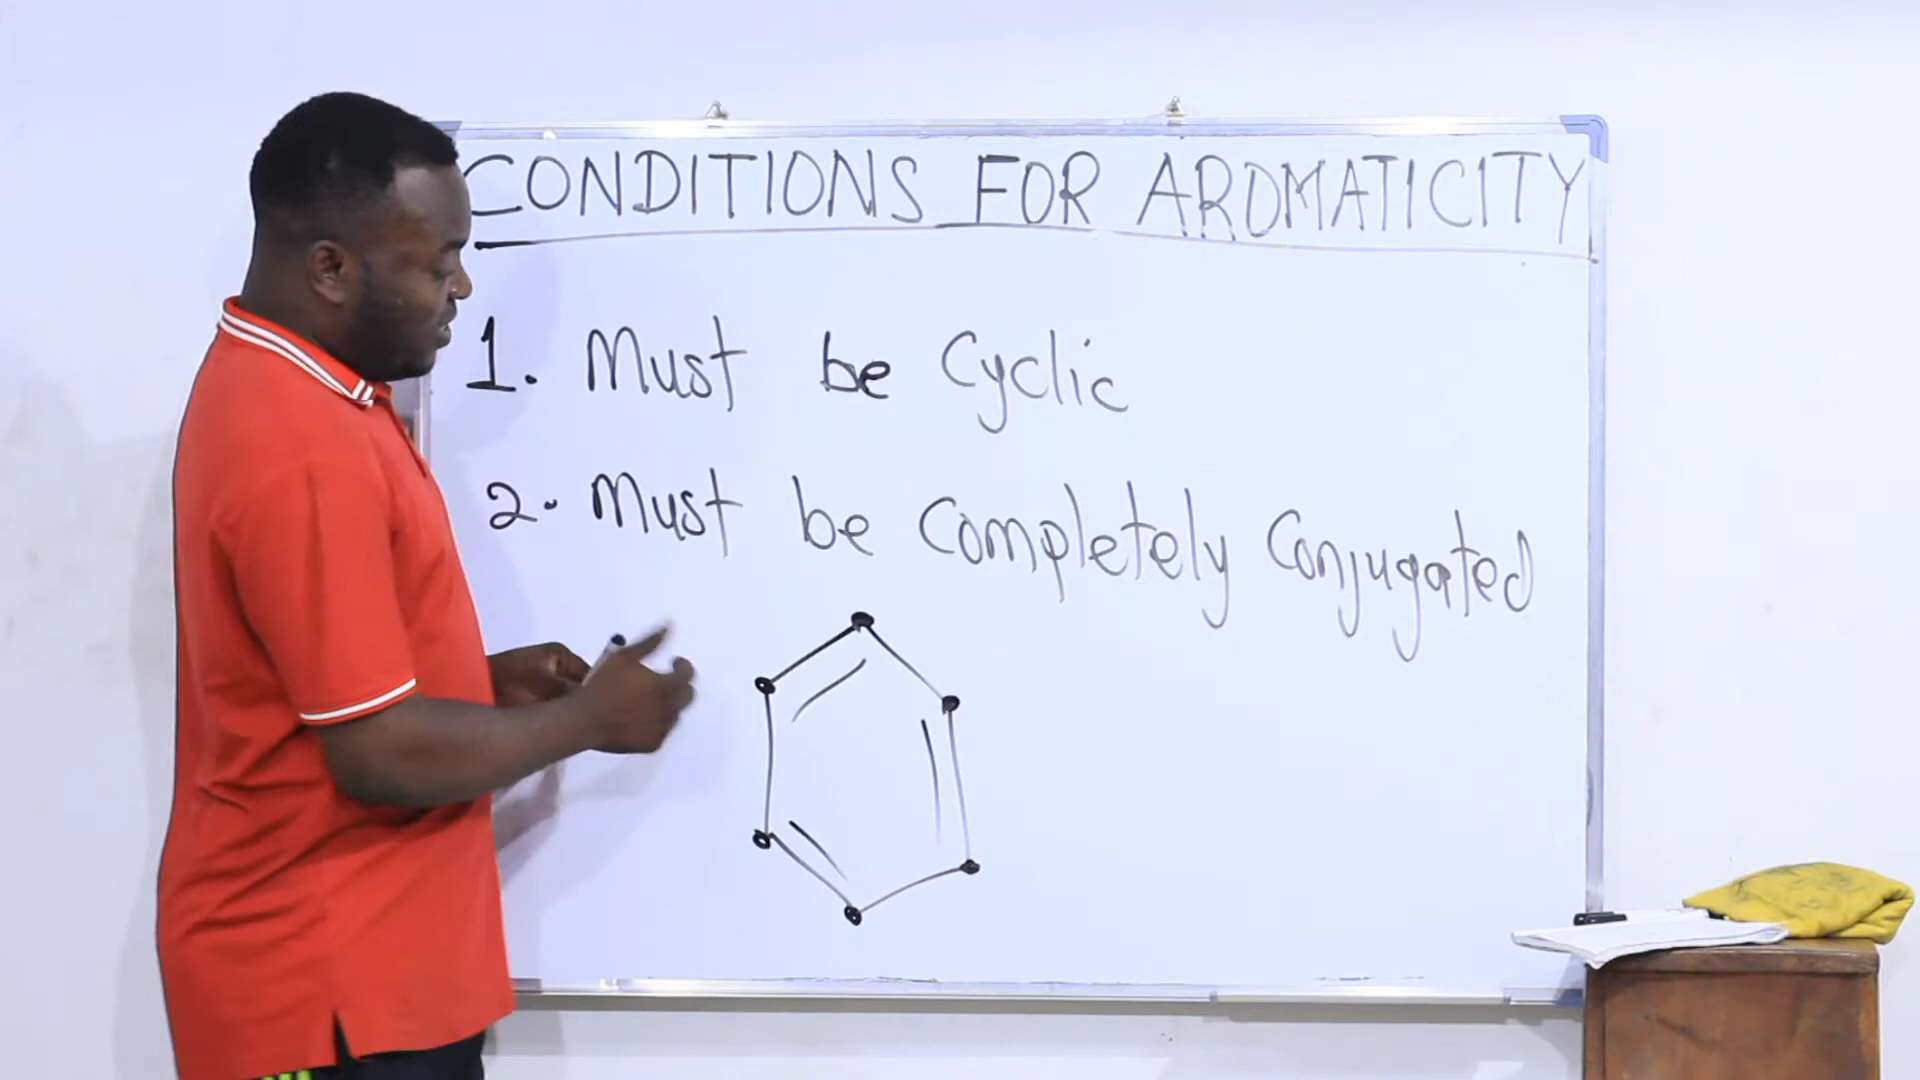 CONDITIONS FOR AROMATICITY
1. Must be Cyclic
2. Must be Completely Conjugated